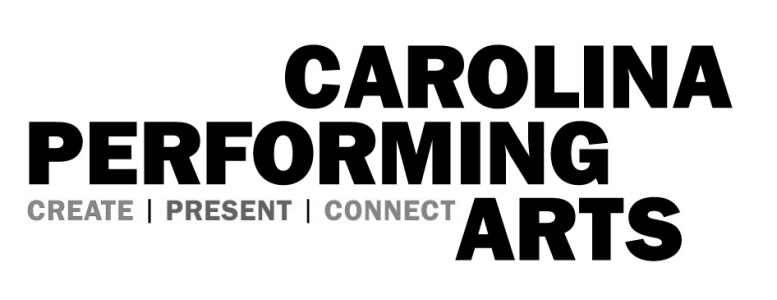 CAROLINA
PERFORMING
CREATE | PRESENT | CONNECT
ARTS